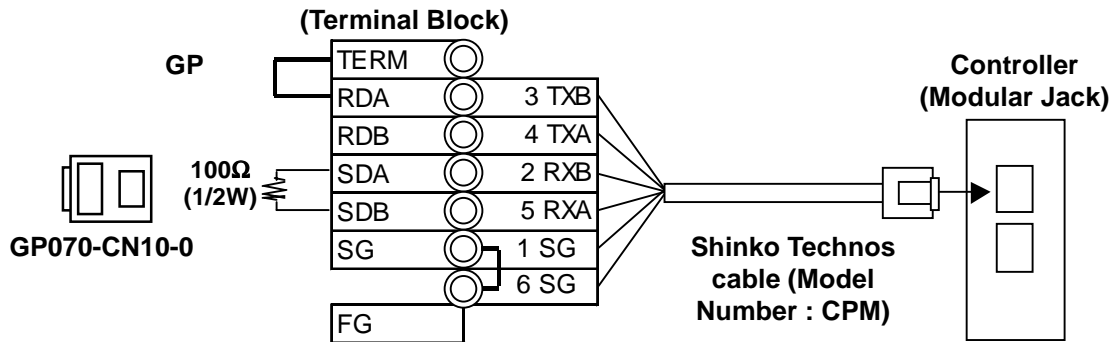 (Terminal Block)
GP
TERM
RDA
3 TXB
RDB
4 TXA
100Ω
(1/2W)
SDA
2 RXB
SDB
5 RXA
GP070-CN10-0
SG
1 SG
6 SG
FG
Shinko Technos
cable (Model
Number : CPM)
Controller
(Modular Jack)